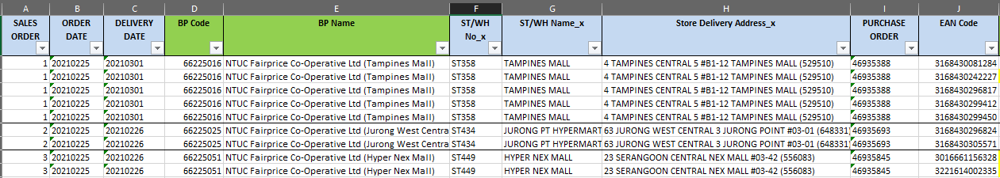 A B C D E F G H I J
SALES ORDER ORDER DATE DELIVERY DATE BP Code BP Name ST/WH No_x ST/WH Name_x Store Delivery Address_x PURCHASE ORDER EAN Code
1 20210225 20210301 66225016 NTUC Fairprice Co-Operative Ltd (Tampines Mall) ST358 TAMPINES MALL 4 TAMPINES CENTRAL 5 #B1-12 TAMPINES MALL (529510) 46935388 3168430081284
1 20210225 20210301 66225016 NTUC Fairprice Co-Operative Ltd (Tampines Mall) ST358 TAMPINES MALL 4 TAMPINES CENTRAL 5 #B1-12 TAMPINES MALL (529510) 46935388 3168430242227
1 20210225 20210301 66225016 NTUC Fairprice Co-Operative Ltd (Tampines Mall) ST358 TAMPINES MALL 4 TAMPINES CENTRAL 5 #B1-12 TAMPINES MALL (529510) 46935388 3168430296817
1 20210225 20210301 66225016 NTUC Fairprice Co-Operative Ltd (Tampines Mall) ST358 TAMPINES MALL 4 TAMPINES CENTRAL 5 #B1-12 TAMPINES MALL (529510) 46935388 3168430299412
1 20210225 20210301 66225016 NTUC Fairprice Co-Operative Ltd (Tampines Mall) ST358 TAMPINES MALL 4 TAMPINES CENTRAL 5 #B1-12 TAMPINES MALL (529510) 46935388 3168430299450
2 20210225 20210226 66225025 NTUC Fairprice Co-Operative Ltd (Jurong West Centra ST434 JURONG PT HYPERMART 63 JURONG WEST CENTRAL 3 JURONG POINT #03-01 (648331) 46935693 3168430296824
2 20210225 20210226 66225025 NTUC Fairprice Co-Operative Ltd (Jurong West Centra ST434 JURONG PT HYPERMART 63 JURONG WEST CENTRAL 3 JURONG POINT #03-01 (648331) 46935693 3168430305571
3 20210225 20210226 66225051 NTUC Fairprice Co-Operative Ltd (Hyper Nex Mall) ST449 HYPER NEX MALL 23 SERANGOON CENTRAL NEX MALL #03-42 (556083) 46935845 3016661156328
3 20210225 20210226 66225051 NTUC Fairprice Co-Operative Ltd (Hyper Nex Mall) ST449 HYPER NEX MALL 23 SERANGOON CENTRAL NEX MALL #03-42 (556083) 46935845 3221614002335